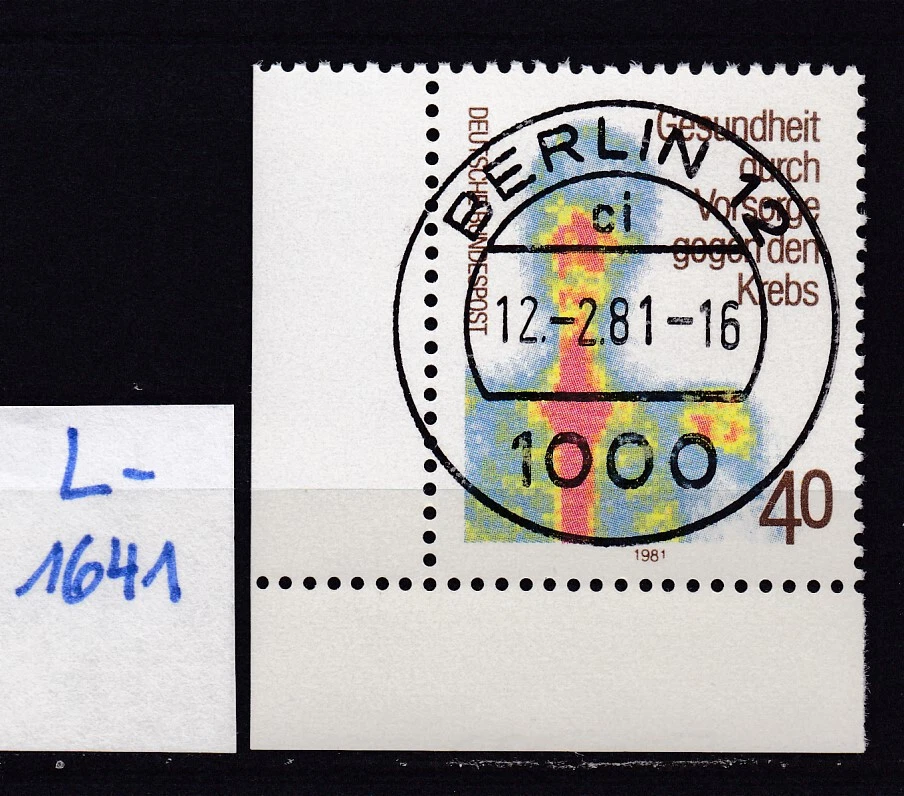 L-
1641
DEUTSCHE BUNDESPOST
Gesundheit
durch
Vorsorge
gegen den
Krebs
BERLIN 12
ci
12.-2.81-16
1000
40
1981